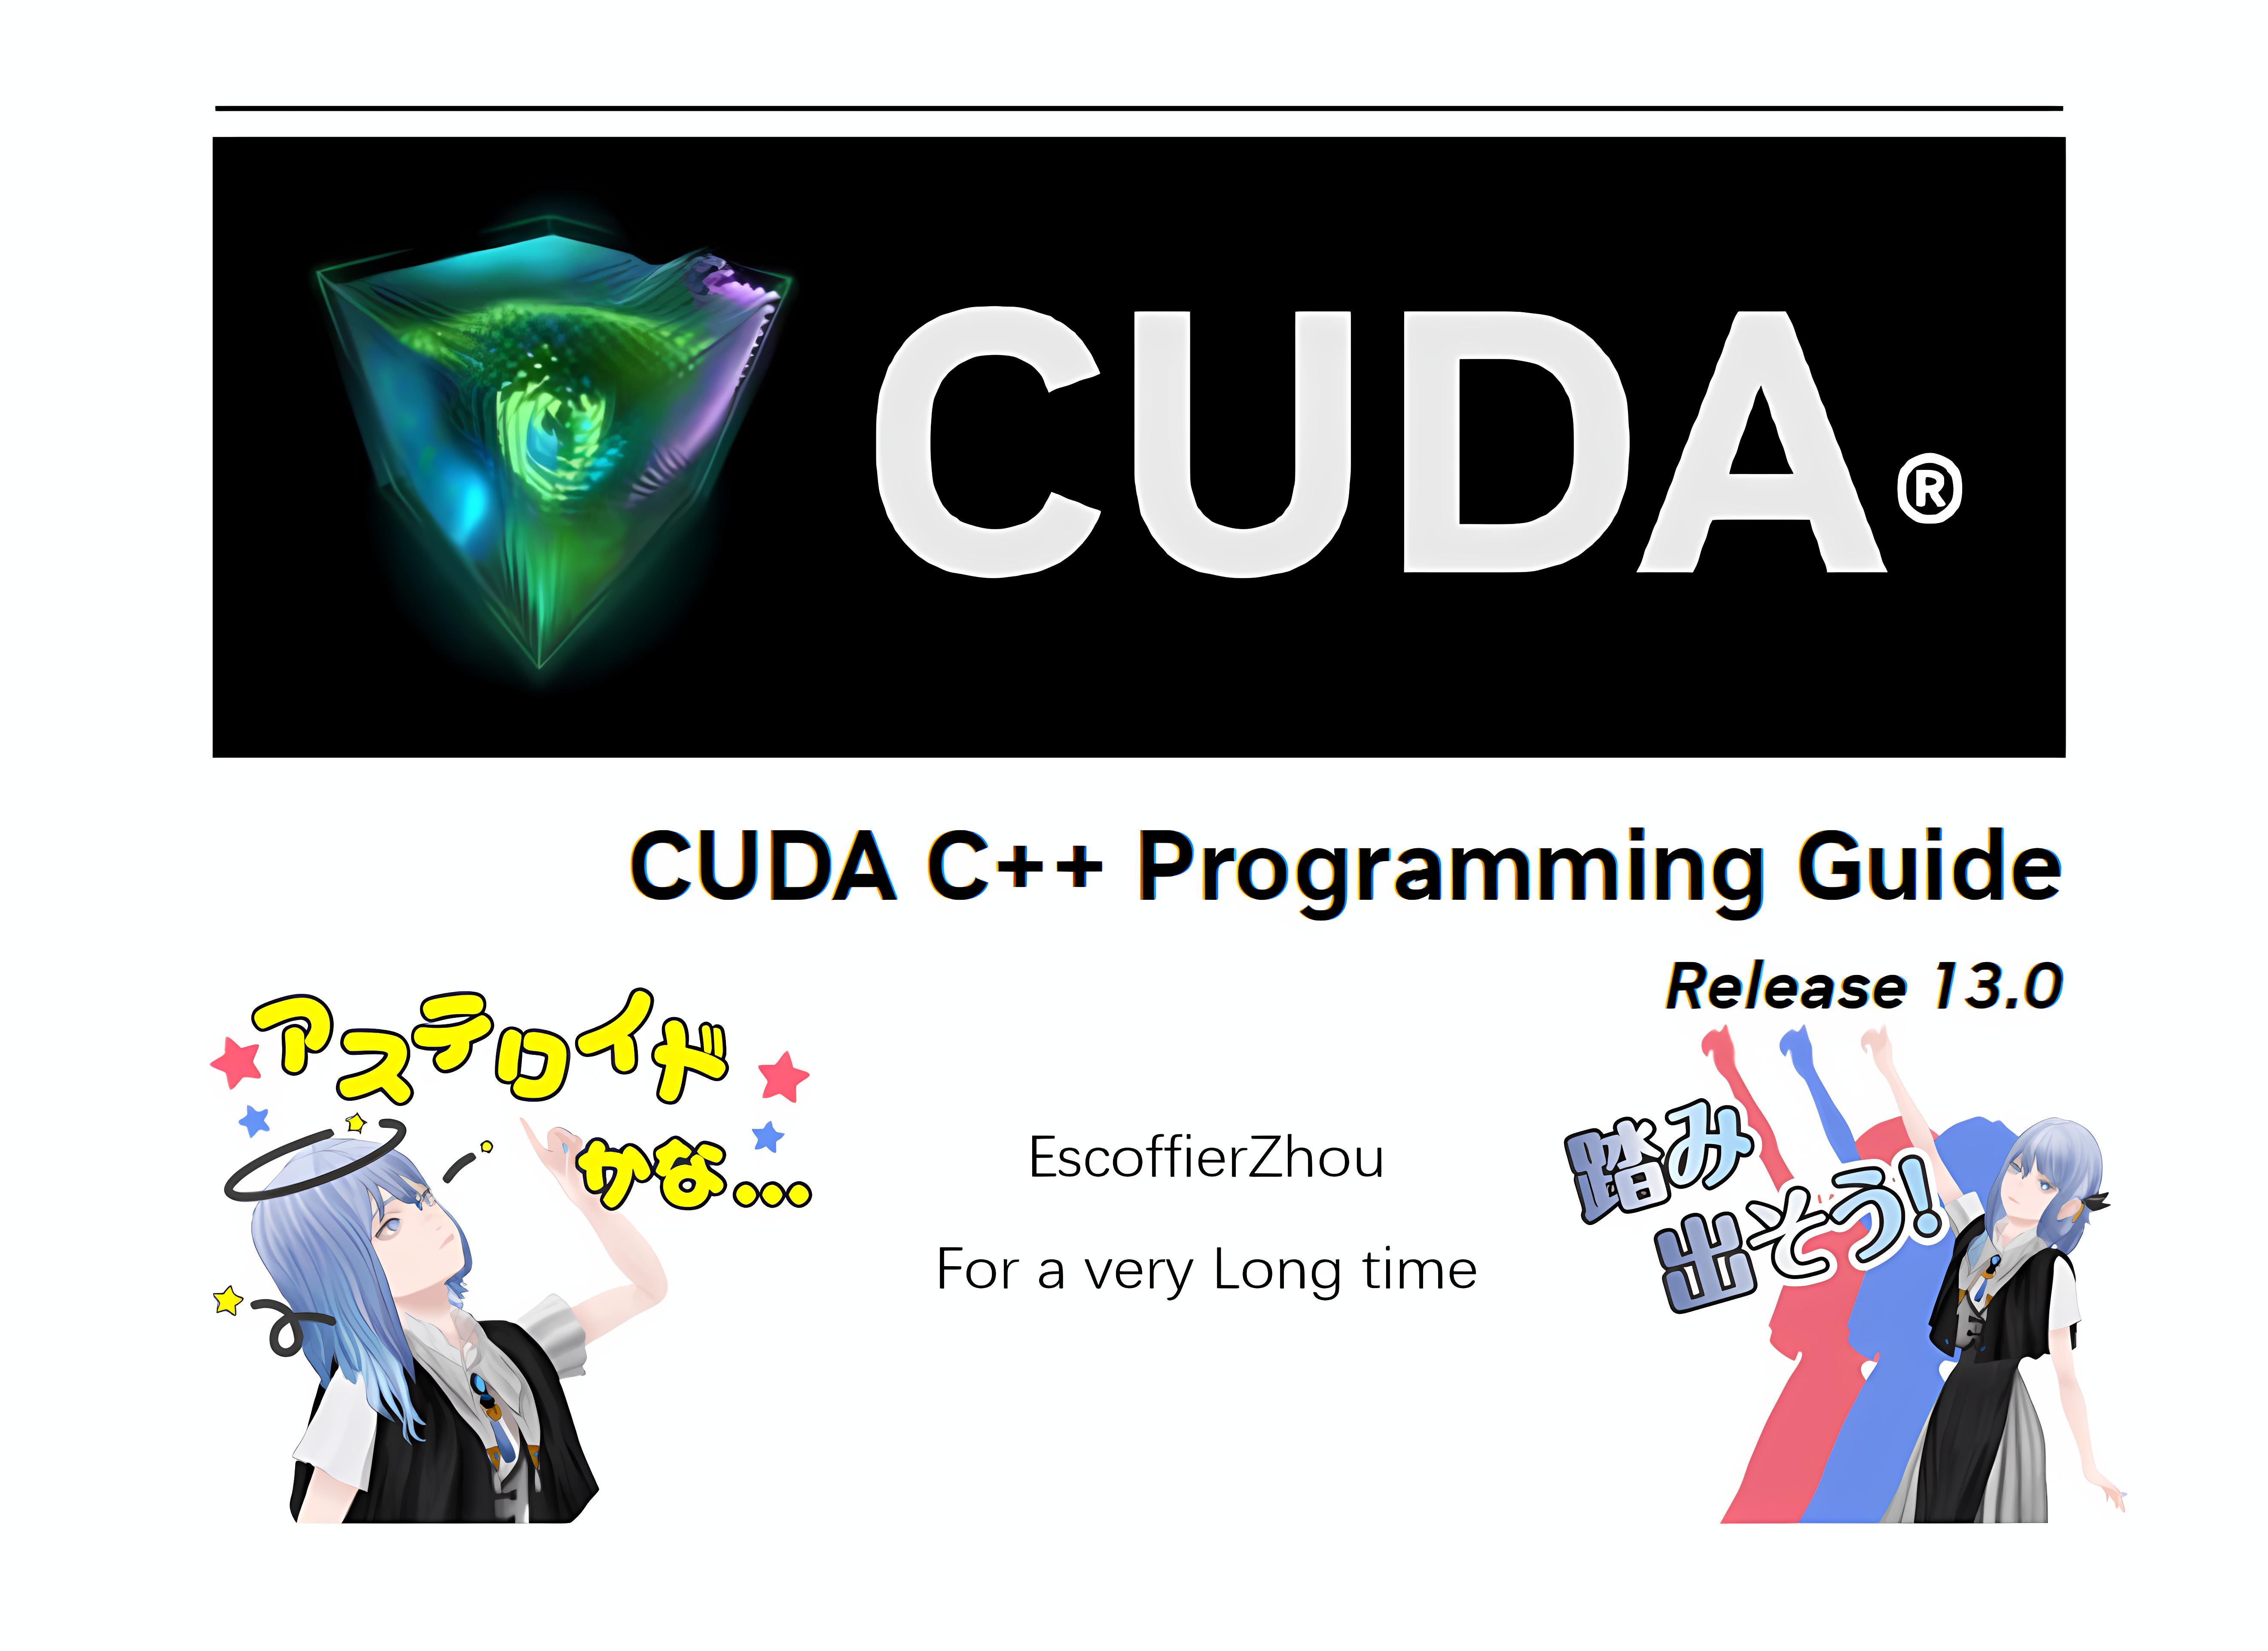 CUDA®
CUDA C++ Programming Guide
Release 13.0
アステロイド
かな...
EscoffierZhou
For a very Long time
踏み
出そう!